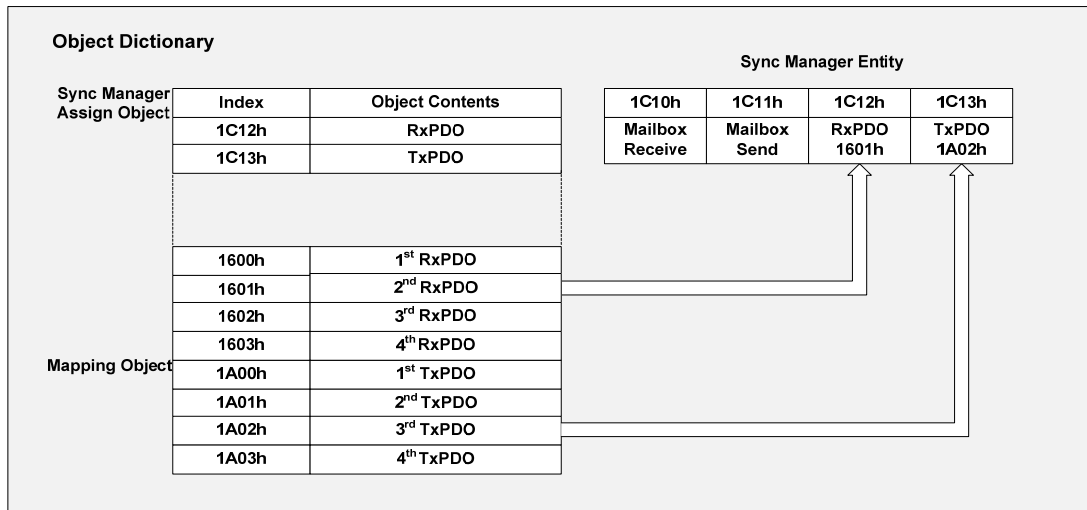 Object Dictionary
Sync Manager Entity
Sync Manager
Assign Object
Index Object Contents
1C12h RxPDO
1C13h TxPDO
1C10h 1C11h 1C12h 1C13h
Mailbox Mailbox RxPDO TxPDO
Receive Send 1601h 1A02h
Mapping Object
1600h 1st RxPDO
1601h 2nd RxPDO
1602h 3rd RxPDO
1603h 4th RxPDO
1A00h 1st TxPDO
1A01h 2nd TxPDO
1A02h 3rd TxPDO
1A03h 4th TxPDO